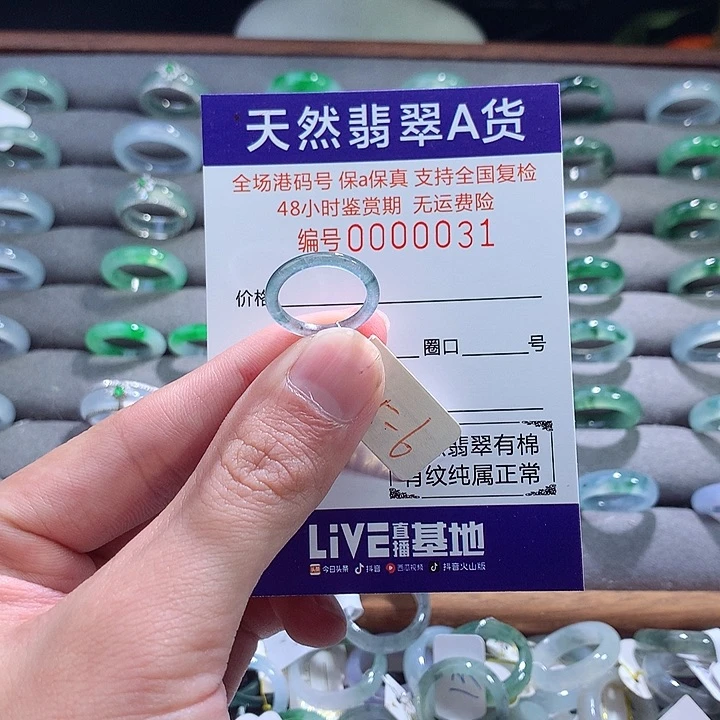 天然翡翠A货
全场港码号 保a保真 支持全国复检
48小时鉴赏期 无运费险
编号0000031
价格
圈口 号
翡翠有棉
有纹纯属正常
LiVE直播基地
今日头条 抖音 西瓜视频 抖音火山版